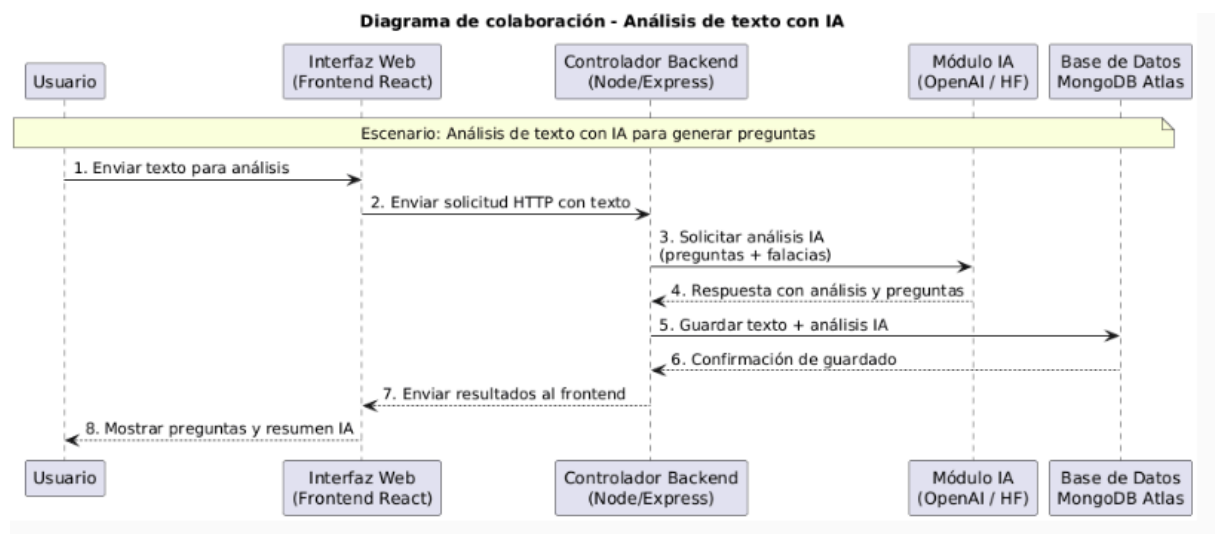 Diagrama de colaboración - Análisis de texto con IA
Usuario
Interfaz Web
(Frontend React)
Controlador Backend
(Node/Express)
Módulo IA
(OpenAI / HF)
Base de Datos
MongoDB Atlas
Escenario: Análisis de texto con IA para generar preguntas
1. Enviar texto para análisis
2. Enviar solicitud HTTP con texto
3. Solicitar análisis IA
(preguntas + falacias)
4. Respuesta con análisis y preguntas
5. Guardar texto + análisis IA
6. Confirmación de guardado
7. Enviar resultados al frontend
8. Mostrar preguntas y resumen IA
Usuario
Interfaz Web
(Frontend React)
Controlador Backend
(Node/Express)
Módulo IA
(OpenAI / HF)
Base de Datos
MongoDB Atlas